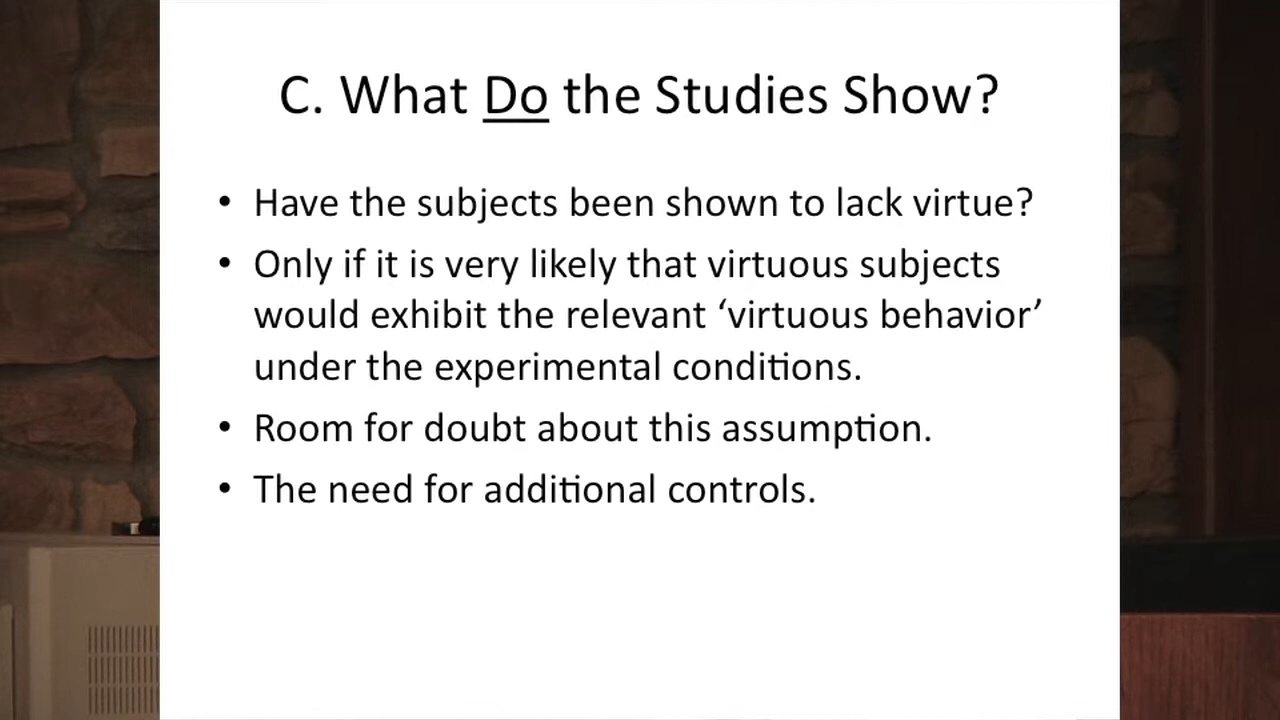 C. What Do the Studies Show?
• Have the subjects been shown to lack virtue?
• Only if it is very likely that virtuous subjects
would exhibit the relevant ‘virtuous behavior’
under the experimental conditions.
• Room for doubt about this assumption.
• The need for additional controls.